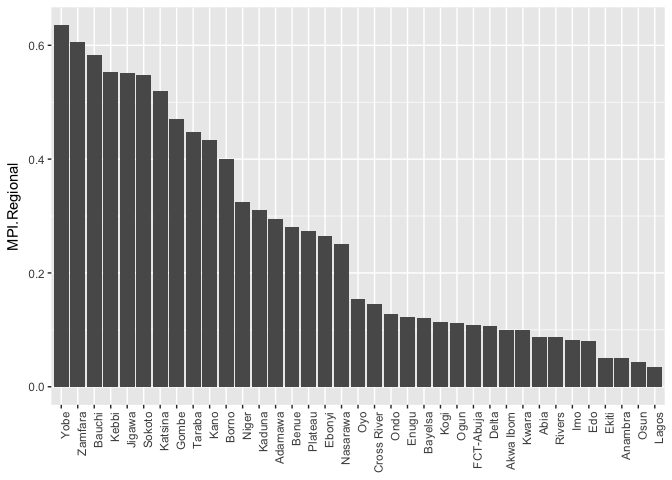 MPI.Regional
0.6
0.4
0.2
0.0
Yobe
Zamfara
Bauchi
Kebbi
Jigawa
Sokoto
Katsina
Gombe
Taraba
Kano
Borno
Niger
Kaduna
Adamawa
Benue
Plateau
Ebonyi
Nasarawa
Oyo
Cross River
Ondo
Enugu
Bayelsa
Kogi
Ogun
FCT-Abuja
Delta
Akwa Ibom
Kwara
Abia
Rivers
Imo
Edo
Ekiti
Anambra
Osun
Lagos